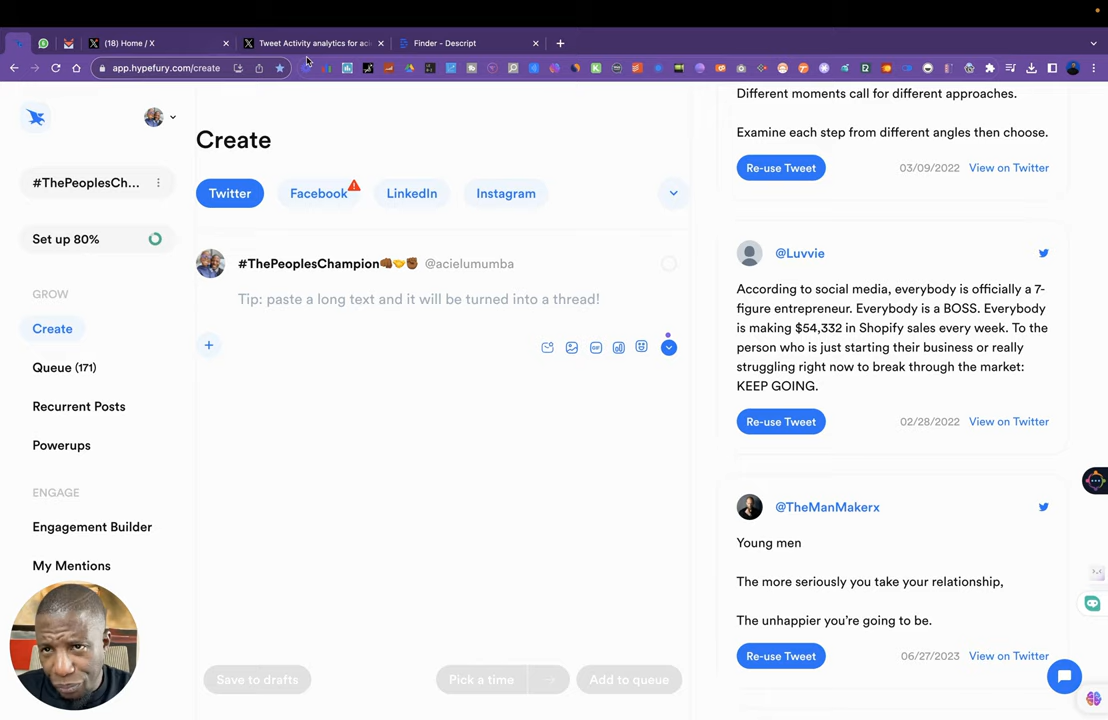 (18) Home / X
Tweet Activity analytics for aci
Finder - Descript
app.hypefury.com/create
#ThePeoplesCh...
Set up 80%
GROW
Create
Queue (171)
Recurrent Posts
Powerups
ENGAGE
Engagement Builder
My Mentions
Create
Twitter
Facebook
LinkedIn
Instagram
#ThePeoplesChampion @acielumumba
Tip: paste a long text and it will be turned into a thread!
Save to drafts
Pick a time
Add to queue
Different moments call for different approaches.
Examine each step from different angles then choose.
Re-use Tweet
03/09/2022
View on Twitter
@Luvvie
According to social media, everybody is officially a 7-
figure entrepreneur. Everybody is a BOSS. Everybody
is making $54,332 in Shopify sales every week. To the
person who is just starting their business or really
struggling right now to break through the market:
KEEP GOING.
Re-use Tweet
02/28/2022
View on Twitter
@TheManMakerx
Young men
The more seriously you take your relationship,
The unhappier you're going to be.
Re-use Tweet
06/27/2023
View on Twitter